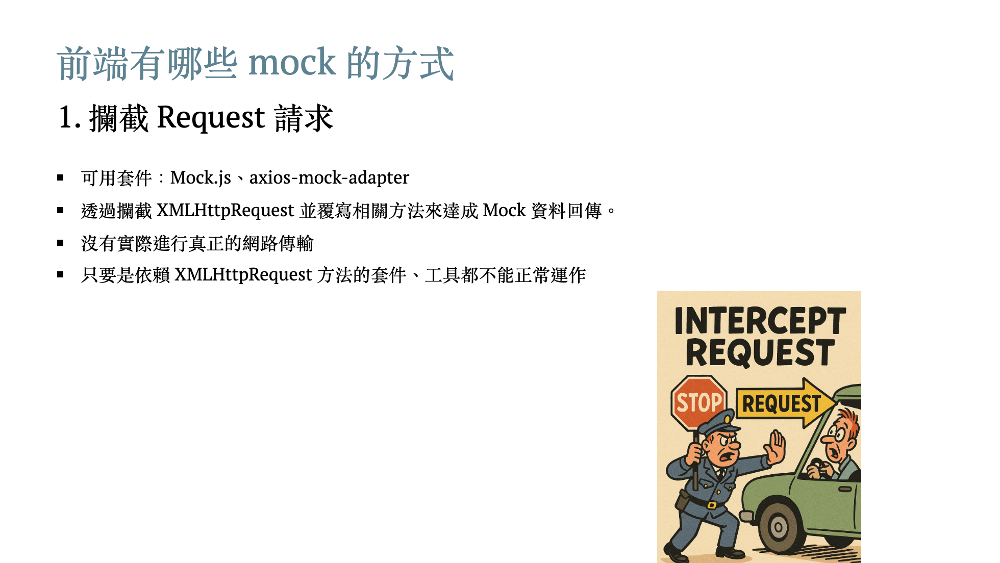 前端有哪些 mock 的方式
1. 攔截 Request 請求
▪ 可用套件：Mock.js、axios-mock-adapter
▪ 透過攔截 XMLHttpRequest 並覆寫相關方法來達成 Mock 資料回傳。
▪ 沒有實際進行真正的網路傳輸
▪ 只要是依賴 XMLHttpRequest 方法的套件、工具都不能正常運作
INTERCEPT
REQUEST
STOP
REQUEST